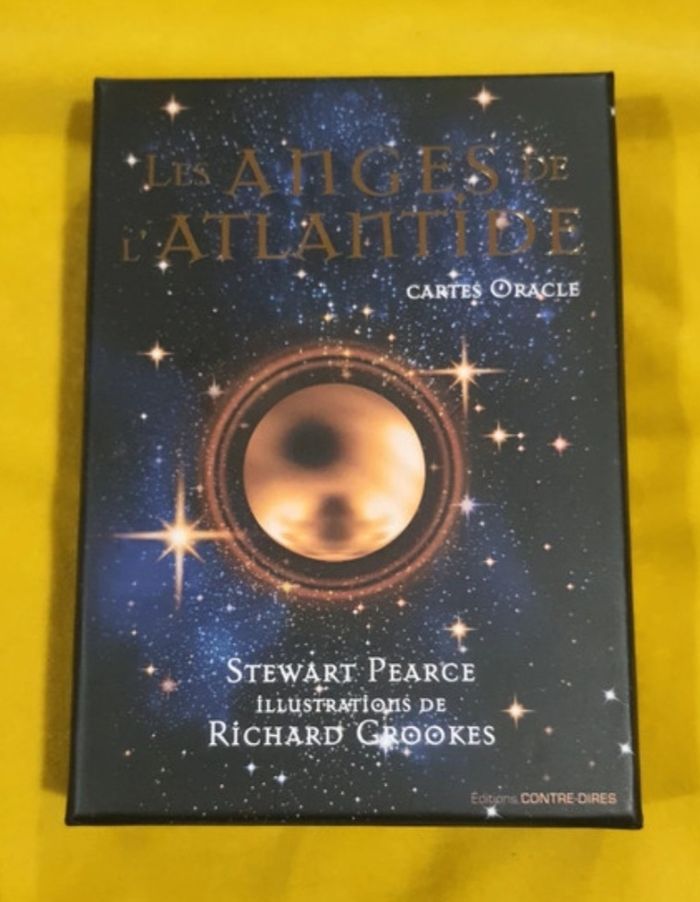 Les ANGES de
l'ATLANTIDE
CARTES ORACLE
STEWART PEARCE
ILLUSTRATIONS DE
RICHARD CROOKES
Éditions CONTRE-DIRES